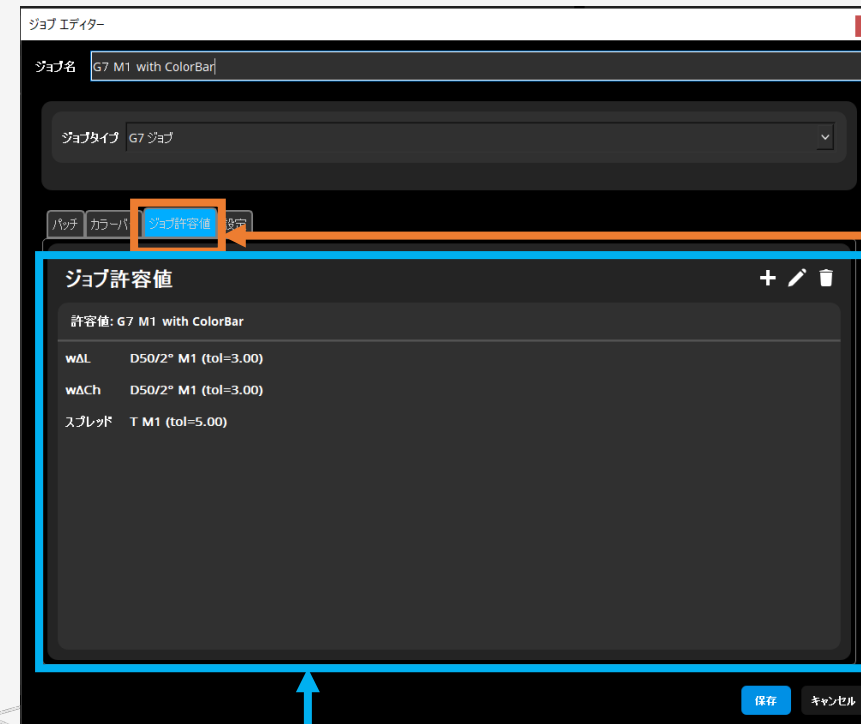 ジョブ エディター
ジョブ名 G7 M1 with ColorBar
ジョブタイプ G7 ジョブ
パッチ カラーバ ジョブ許容値 設定
ジョブ許容値
許容値: G7 M1 with ColorBar
wΔL D50/2° M1 (tol=3.00)
wΔCh D50/2° M1 (tol=3.00)
スプレッド T M1 (tol=5.00)
保存 キャンセル